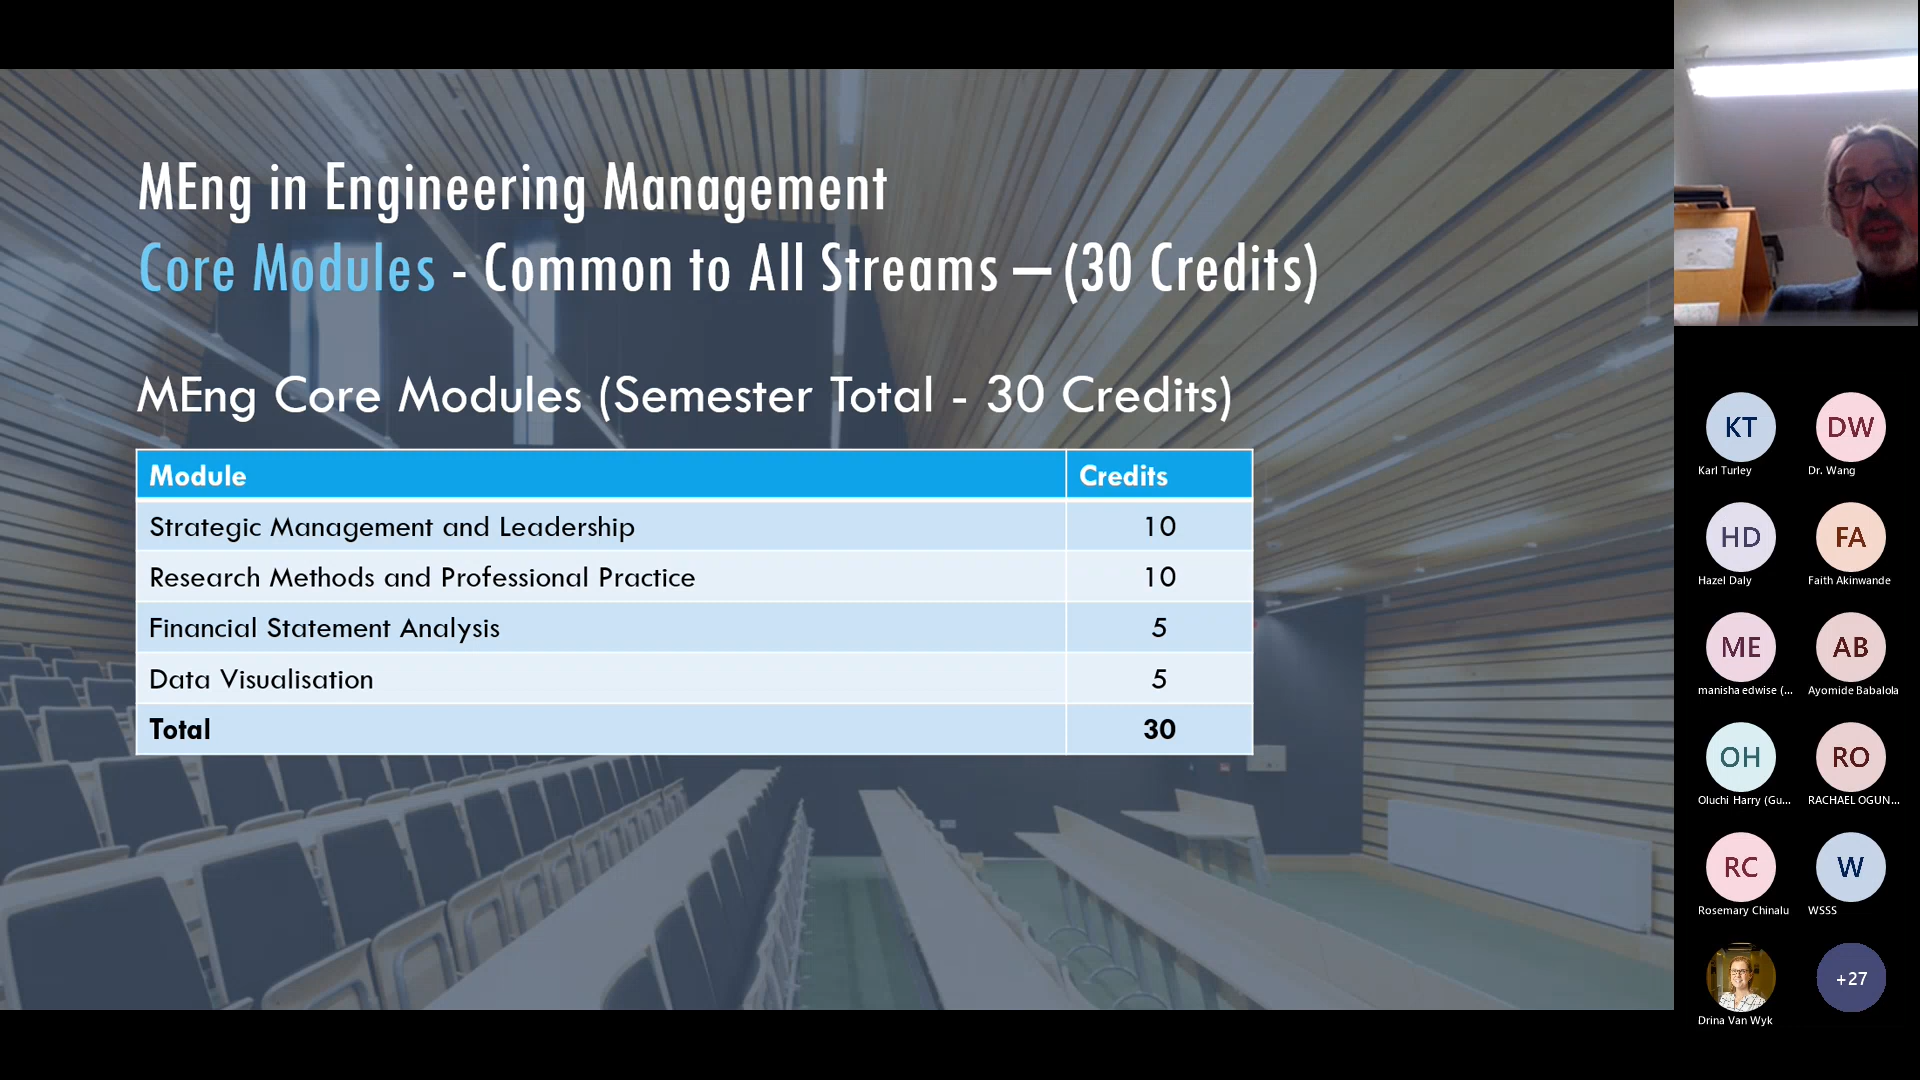 MEng in Engineering Management
Core Modules - Common to All Streams – (30 Credits)
MEng Core Modules (Semester Total - 30 Credits)
Module Credits
Strategic Management and Leadership 10
Research Methods and Professional Practice 10
Financial Statement Analysis 5
Data Visualisation 5
Total 30
KT DW
Karl Turley Dr. Wang
HD FA
Hazel Daly Faith Akinwande
ME AB
manisha edwise (... Ayomide Babalola
OH RO
Oluchi Harry (Gu... RACHAEL OGUN...
RC W
Rosemary Chinalu WSSS
+27
Drina Van Wyk